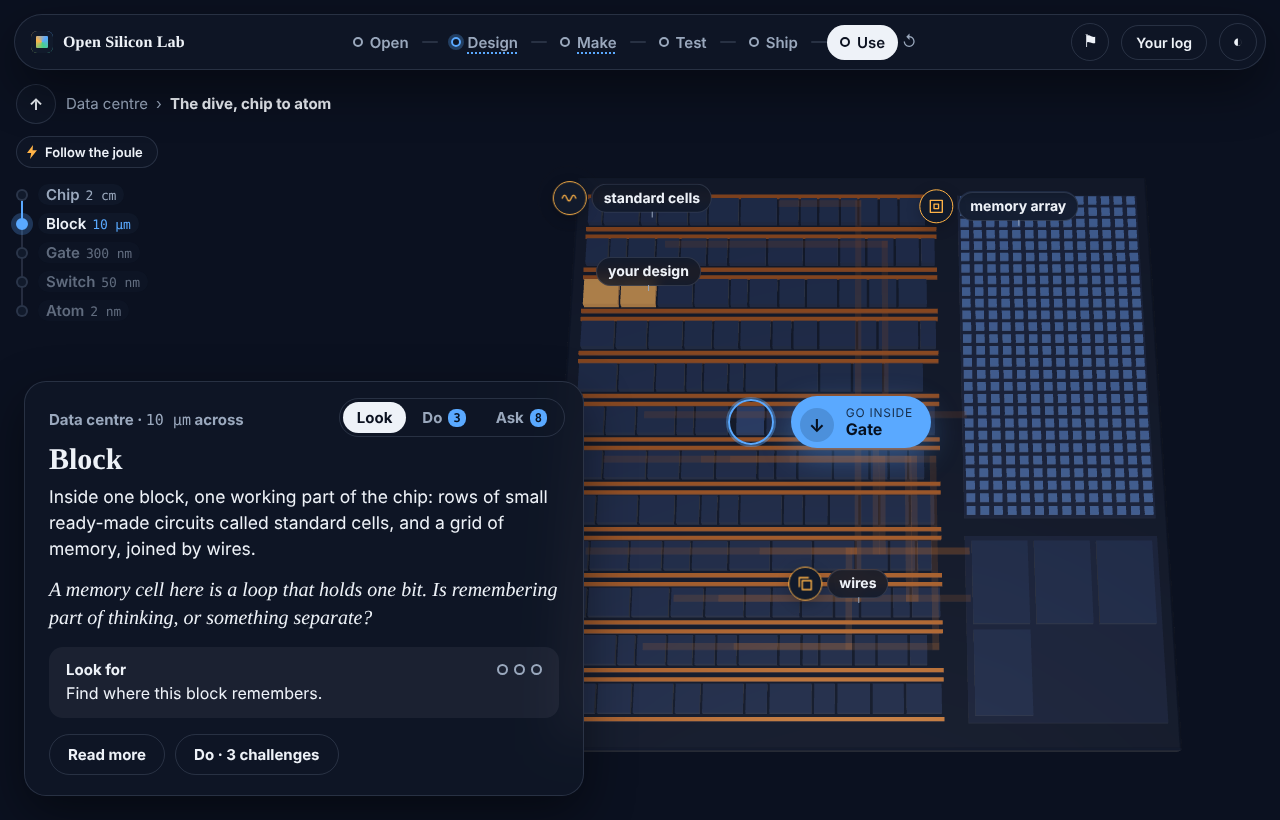 Open Silicon Lab
Open
Design
Make
Test
Ship
Use
Your log
Data centre › The dive, chip to atom
Follow the joule
Chip 2 cm
Block 10 µm
Gate 300 nm
Switch 50 nm
Atom 2 nm
standard cells
memory array
your design
GO INSIDE
Gate
wires
Data centre · 10 µm across
Look
Do 3
Ask 8
Block
Inside one block, one working part of the chip: rows of small
ready-made circuits called standard cells, and a grid of
memory, joined by wires.
A memory cell here is a loop that holds one bit. Is remembering
part of thinking, or something separate?
Look for
Find where this block remembers.
Read more
Do · 3 challenges